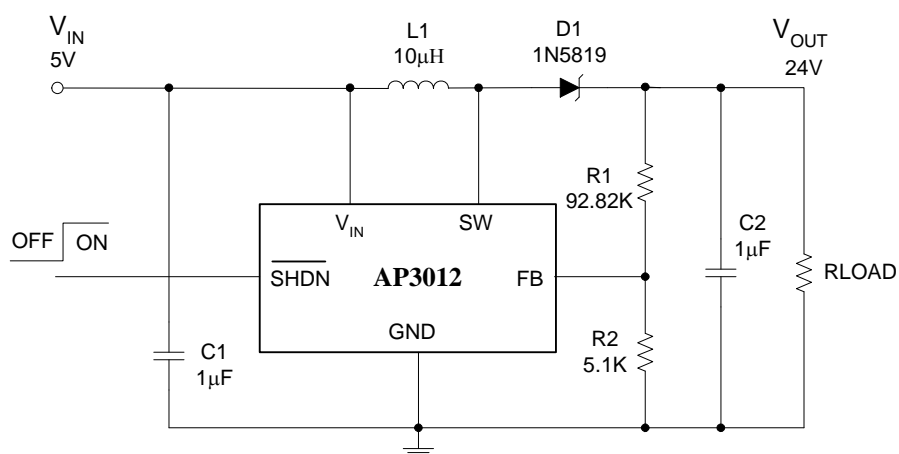 VIN
5V
L1
10μH
D1
1N5819
VOUT
24V
R1
92.82K
VIN
SW
OFF
ON
C2
1μF
SHDN
AP3012
FB
RLOAD
GND
R2
5.1K
C1
1μF